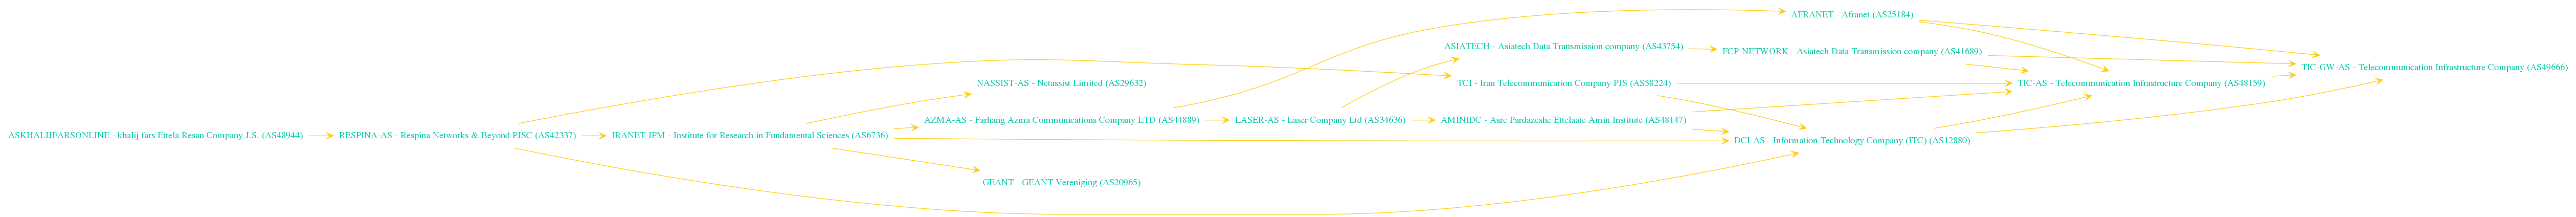 AFRANET - Afranet (AS25184)
ASIATECH - Asiatech Data Transmission company (AS43754)
FCP-NETWORK - Asiatech Data Transmission company (AS41689)
TIC-GW-AS - Telecommunication Infrastructure Company (AS49666)
NASSIST-AS - Netassist Limited (AS29632)
TCI - Iran Telecommunication Company PJS (AS58224)
TIC-AS - Telecommunication Infrastructure Company (AS48159)
AZMA-AS - Farhang Azma Communications Company LTD (AS44889)
LASER-AS - Laser Company Ltd (AS34636)
AMINIDC - Asre Pardazeshe Ettelaate Amin Institute (AS48147)
ASKHALIJFARSONLINE - khalij fars Ettela Resan Company J.S. (AS48944)
RESPINA-AS - Respina Networks & Beyond PJSC (AS42337)
IRANET-IPM - Institute for Research in Fundamental Sciences (AS6736)
DCI-AS - Information Technology Company (ITC) (AS12880)
GEANT - GEANT Vereniging (AS20965)